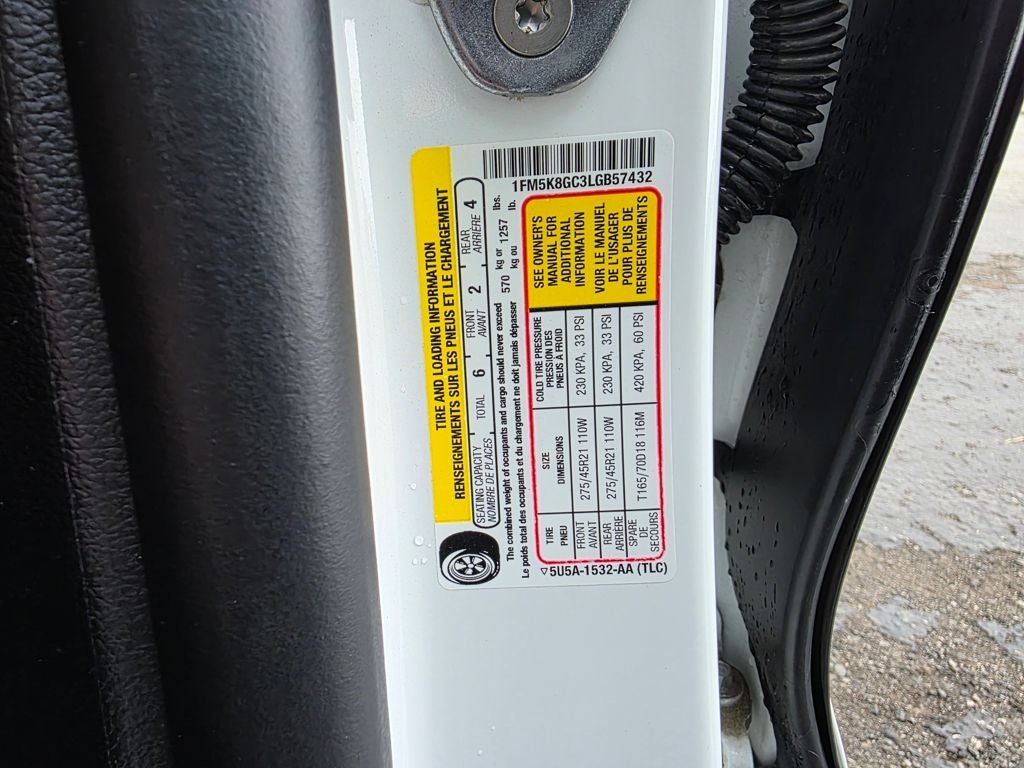 TIRE AND LOADING INFORMATION
RENSEIGNEMENTS SUR LES PNEUS ET LE CHARGEMENT
SEATING CAPACITY TOTAL 6 FRONT 2 REAR 4
NOMBRE DE PLACES AVANT ARRIÈRE
The combined weight of occupants and cargo should never exceed 570 kg or 1257 lbs.
Le poids total des occupants et du chargement ne doit jamais dépasser kg ou lb.
1FM5K8GC3LGB57432
TIRE SIZE COLD TIRE PRESSURE
PNEU DIMENSIONS PRESSION DES
PNEUS À FROID
FRONT 275/45R21 110W 230 KPA, 33 PSI
AVANT
REAR 275/45R21 110W 230 KPA, 33 PSI
ARRIÈRE
SPARE T165/70D18 116M 420 KPA, 60 PSI
DE
SECOURS
SEE OWNER'S
MANUAL FOR
ADDITIONAL
INFORMATION
VOIR LE MANUEL
DE L'USAGER
POUR PLUS DE
RENSEIGNEMENTS
5U5A-1532-AA (TLC)